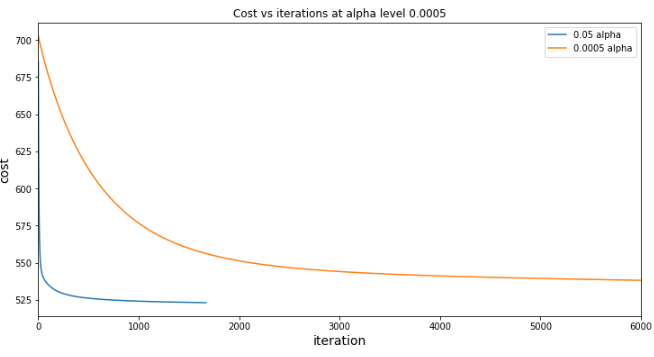 Cost vs iterations at alpha level 0.0005
0.05 alpha
0.0005 alpha
700
675
650
625
600
575
550
525
cost
0 1000 2000 3000 4000 5000 6000
iteration